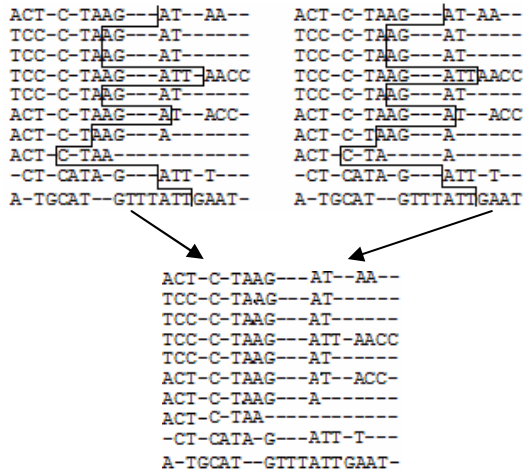 ACT-C-TAAG---AT--AA--
TCC-C-TAAG---AT------
TCC-C-TAAG---AT------
TCC-C-TAAG---ATT-AACC
TCC-C-TAAG---AT------
ACT-C-TAAG---AT--ACC-
ACT-C-TAAG---A-------
ACT-C-TAA------------
-CT-CATA-G---ATT-T---
A-TGCAT--GTTTATTGAAT-
ACT-C-TAAG---AT-AA--
TCC-C-TAAG---AT-----
TCC-C-TAAG---AT-----
TCC-C-TAAG---ATTAACC
TCC-C-TAAG---AT-----
ACT-C-TAAG---AT--ACC
ACT-C-TAAG---A------
ACT-C-TA-----A------
-CT-CATA-G---ATT-T--
A-TGCAT--GTTTATTGAAT
ACT-C-TAAG---AT--AA--
TCC-C-TAAG---AT------
TCC-C-TAAG---AT------
TCC-C-TAAG---ATT-AACC
TCC-C-TAAG---AT------
ACT-C-TAAG---AT--ACC-
ACT-C-TAAG---A-------
ACT-C-TAA------------
-CT-CATA-G---ATT-T---
A-TGCAT--GTTTATTGAAT-